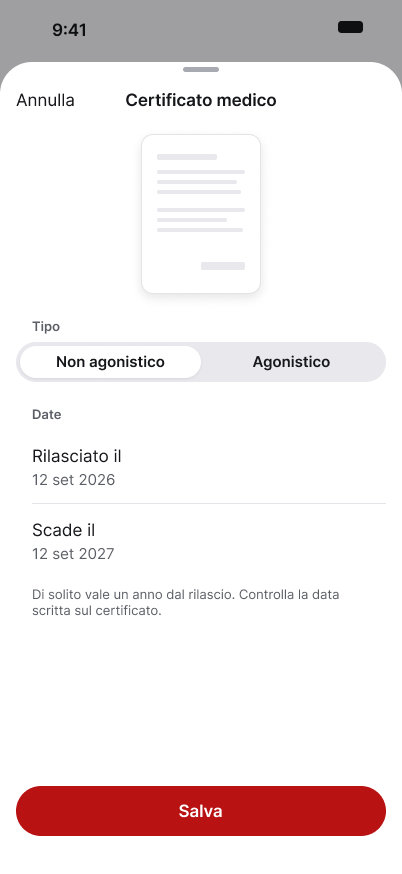 9:41
Annulla
Certificato medico
Tipo
Non agonistico
Agonistico
Date
Rilasciato il
12 set 2026
Scade il
12 set 2027
Di solito vale un anno dal rilascio. Controlla la data
scritta sul certificato.
Salva